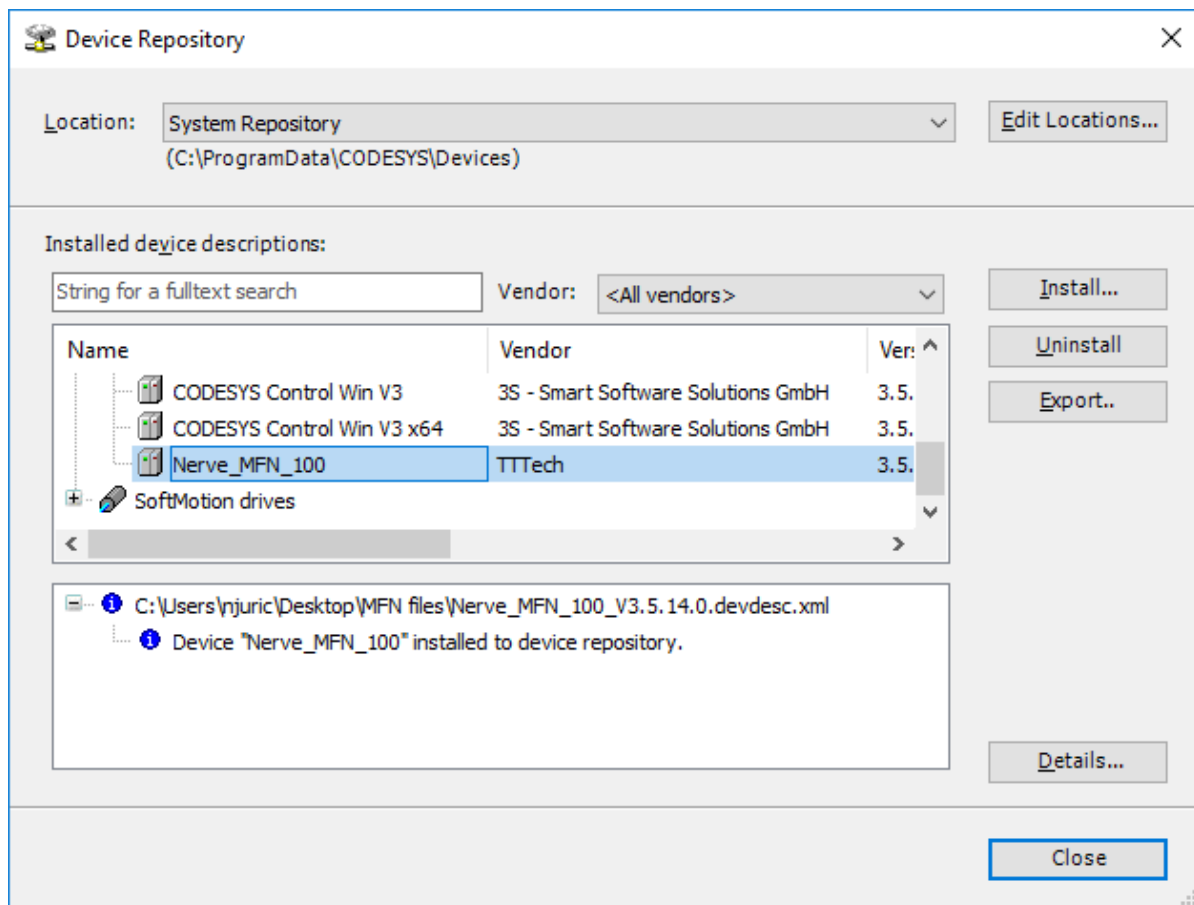 Device Repository
Location: System Repository Edit Locations...
(C:\ProgramData\CODESYS\Devices)
Installed device descriptions:
String for a fulltext search Vendor: <All vendors> Install...
Name Vendor Vers Uninstall
CODESYS Control Win V3 3S - Smart Software Solutions GmbH 3.5. Export..
CODESYS Control Win V3 x64 3S - Smart Software Solutions GmbH 3.5.
Nerve_MFN_100 TTTech 3.5.
SoftMotion drives
C:\Users\njuric\Desktop\MFN files\Nerve_MFN_100_V3.5.14.0.devdesc.xml
Device "Nerve_MFN_100" installed to device repository.
Details...
Close